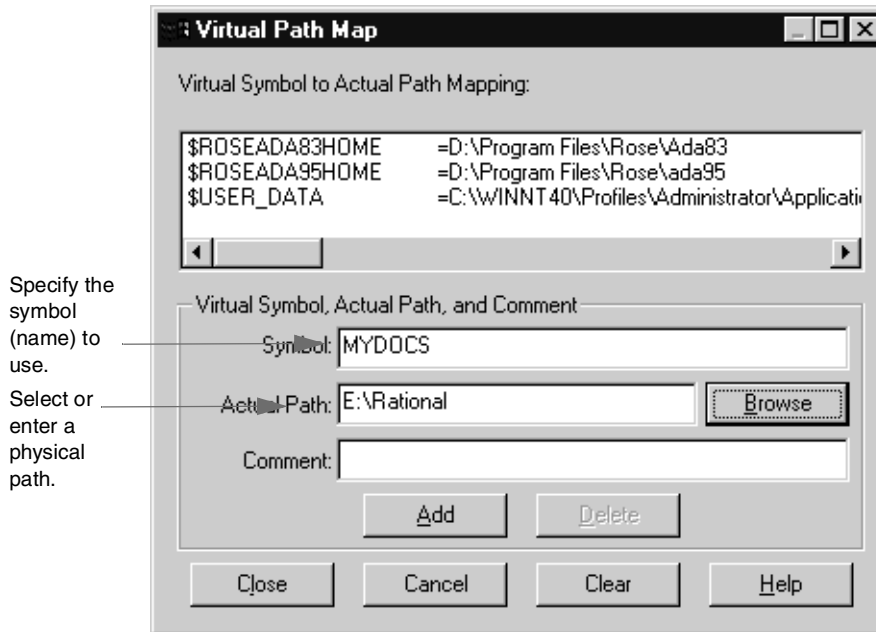 Virtual Path Map
Virtual Symbol to Actual Path Mapping:
$ROSEADA83HOME =D:\Program Files\Rose\Ada83
$ROSEADA95HOME =D:\Program Files\Rose\ada95
$USER_DATA =C:\WINNT40\Profiles\Administrator\Applicati
Specify the
symbol
(name) to
use.
Select or
enter a
physical
path.
Virtual Symbol, Actual Path, and Comment
Symbol: MYDOCS
Actual Path: E:\Rational
Browse
Comment:
Add
Delete
Close
Cancel
Clear
Help